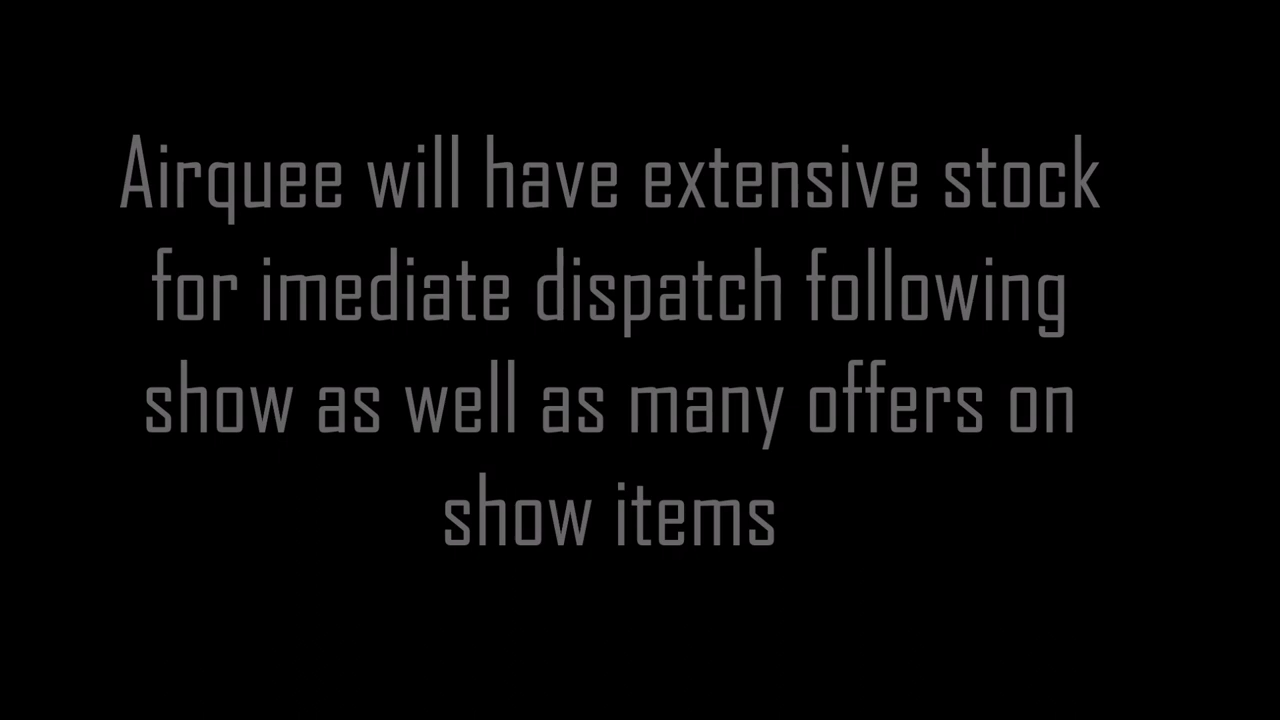 Airquee will have extensive stock
for imediate dispatch following
show as well as many offers on
show items